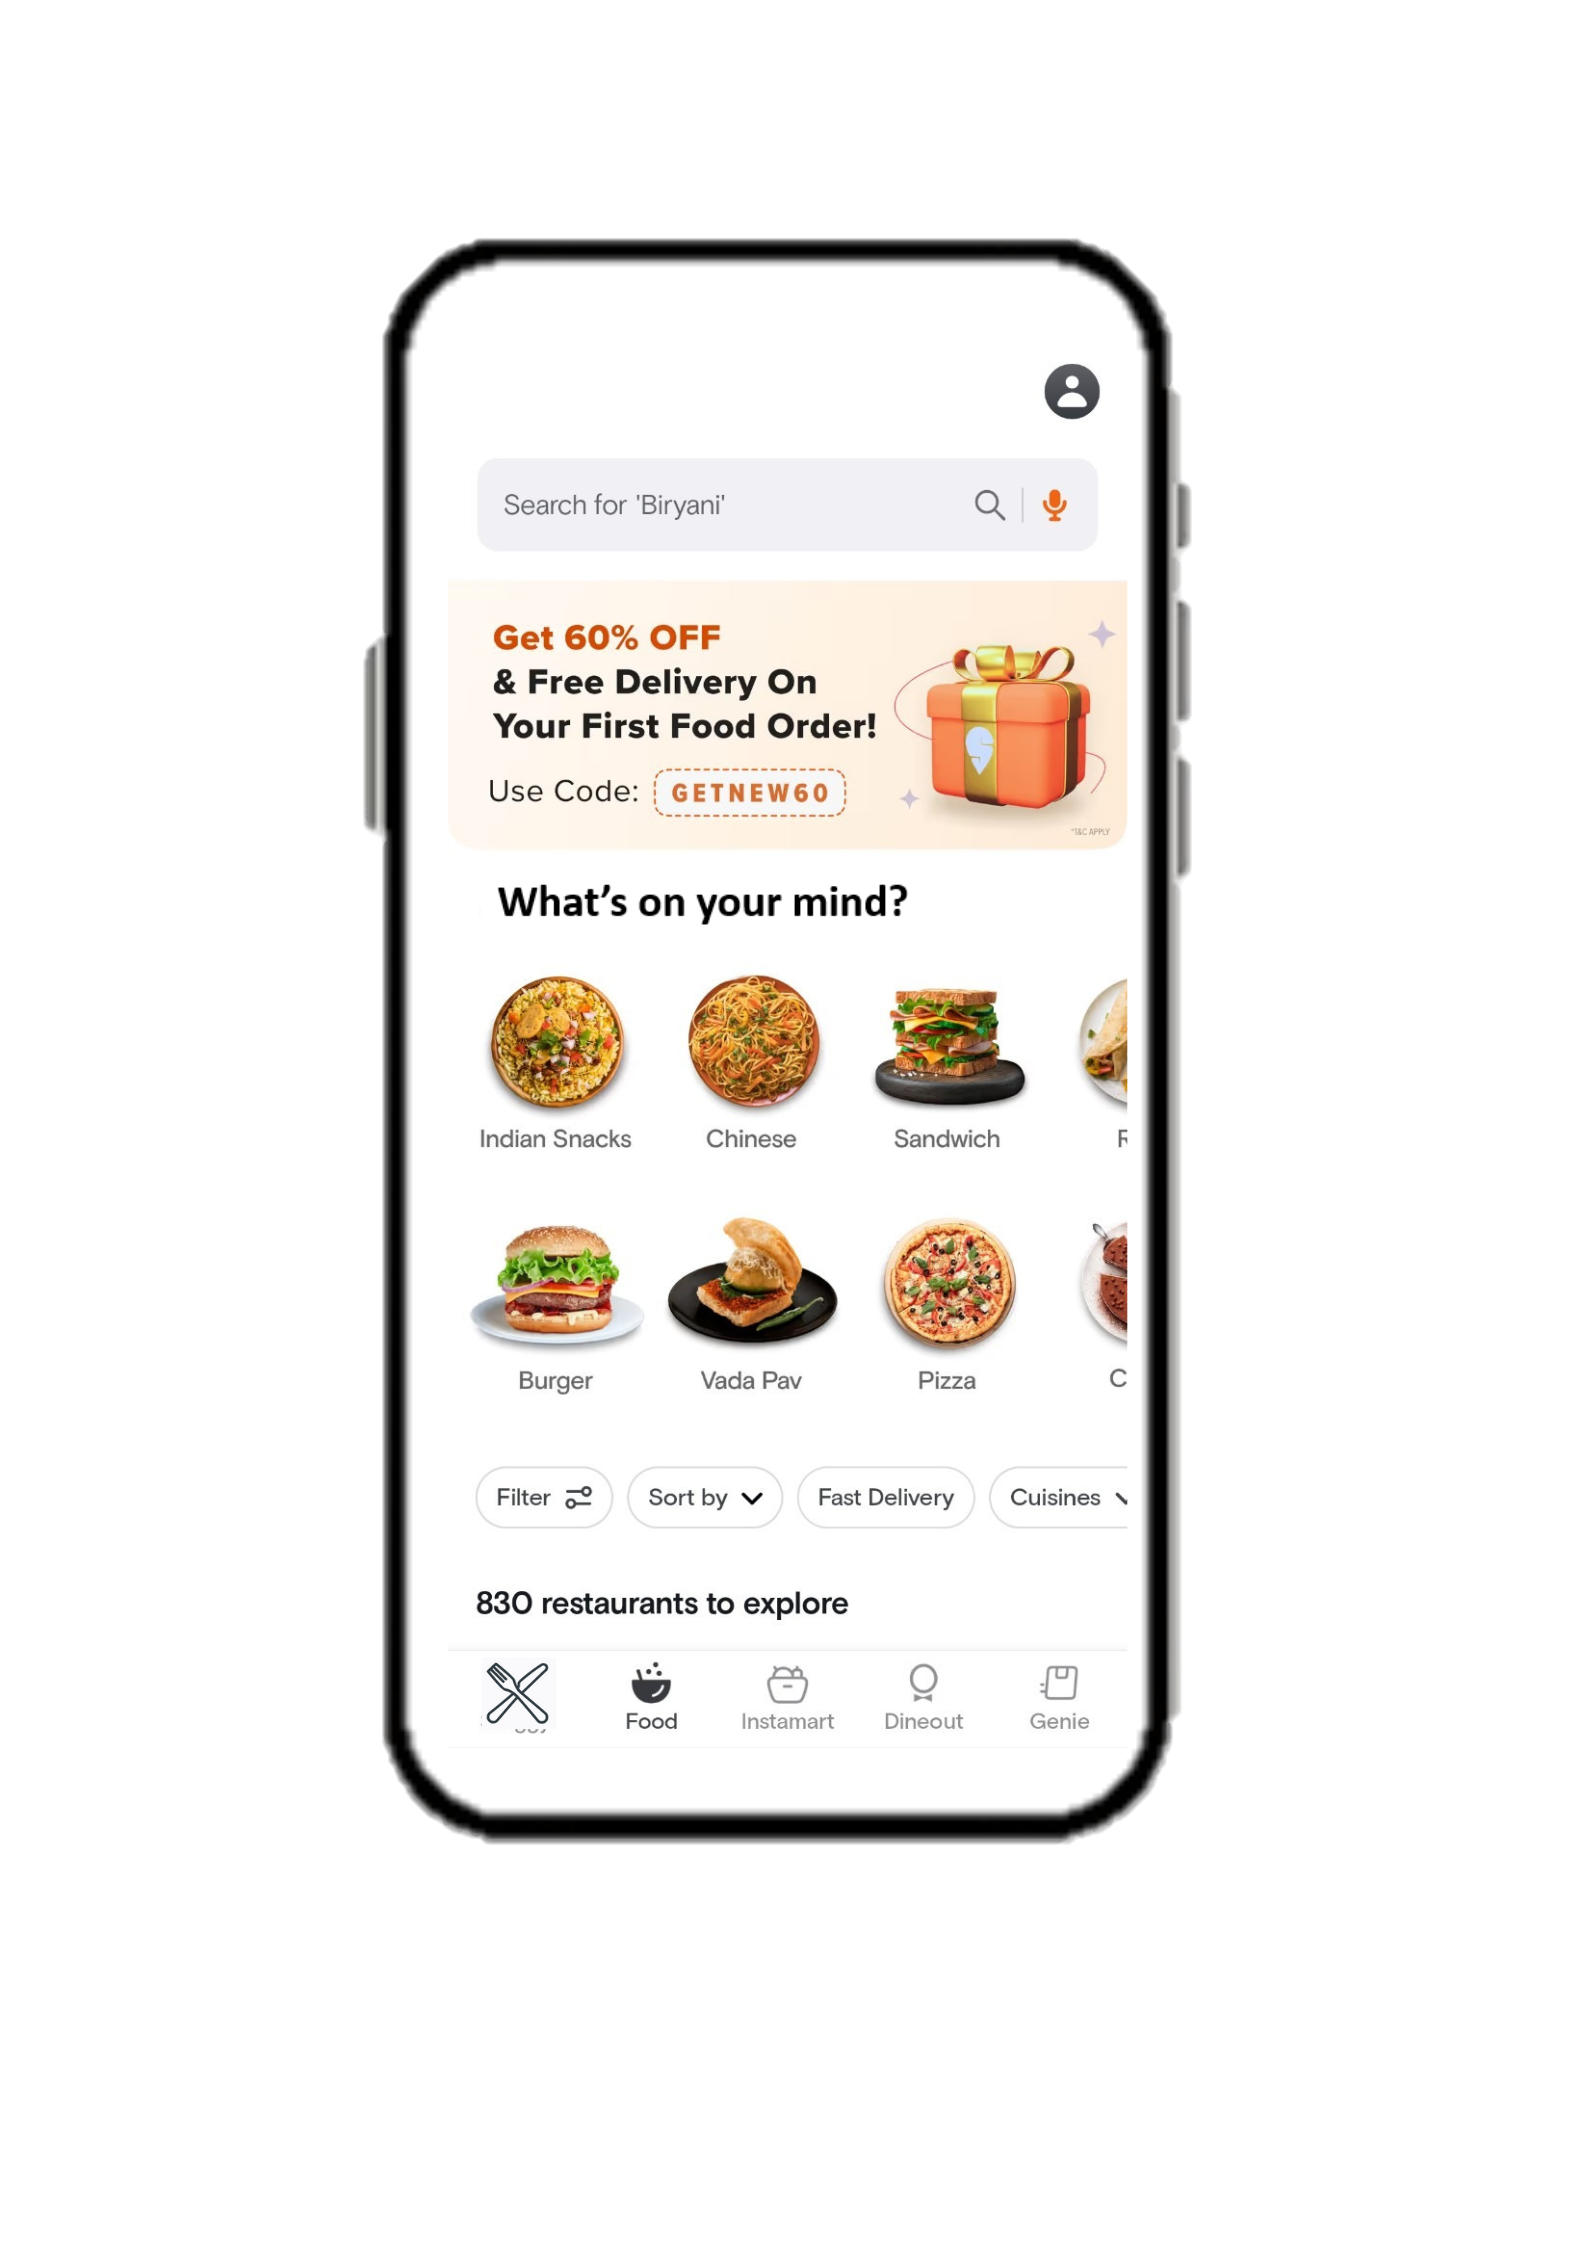 Search for 'Biryani'
Get 60% OFF
& Free Delivery On
Your First Food Order!
Use Code: GETNEW60
*T&C APPLY
What's on your mind?
Indian Snacks Chinese Sandwich
Burger Vada Pav Pizza
Filter Sort by Fast Delivery Cuisines
830 restaurants to explore
Food Instamart Dineout Genie